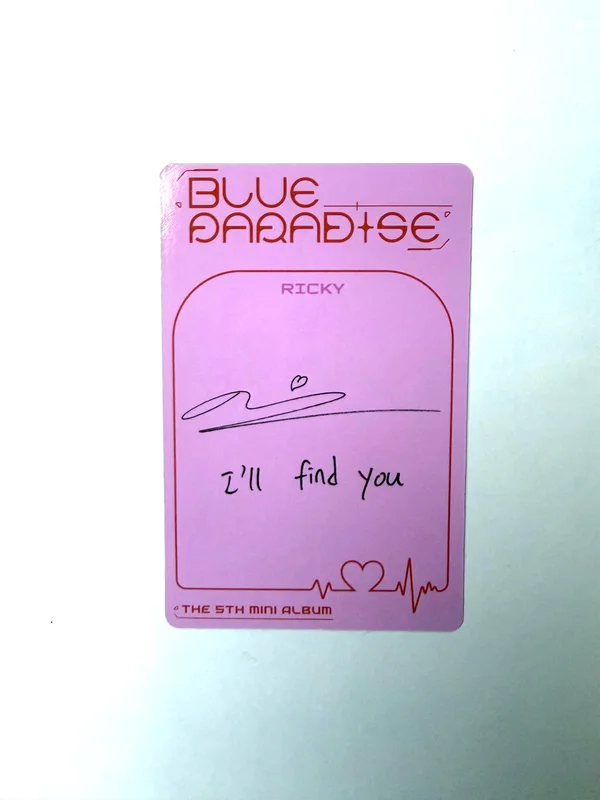 BLUE
PARADISE
RICKY
I'll find you
THE 5TH MINI ALBUM